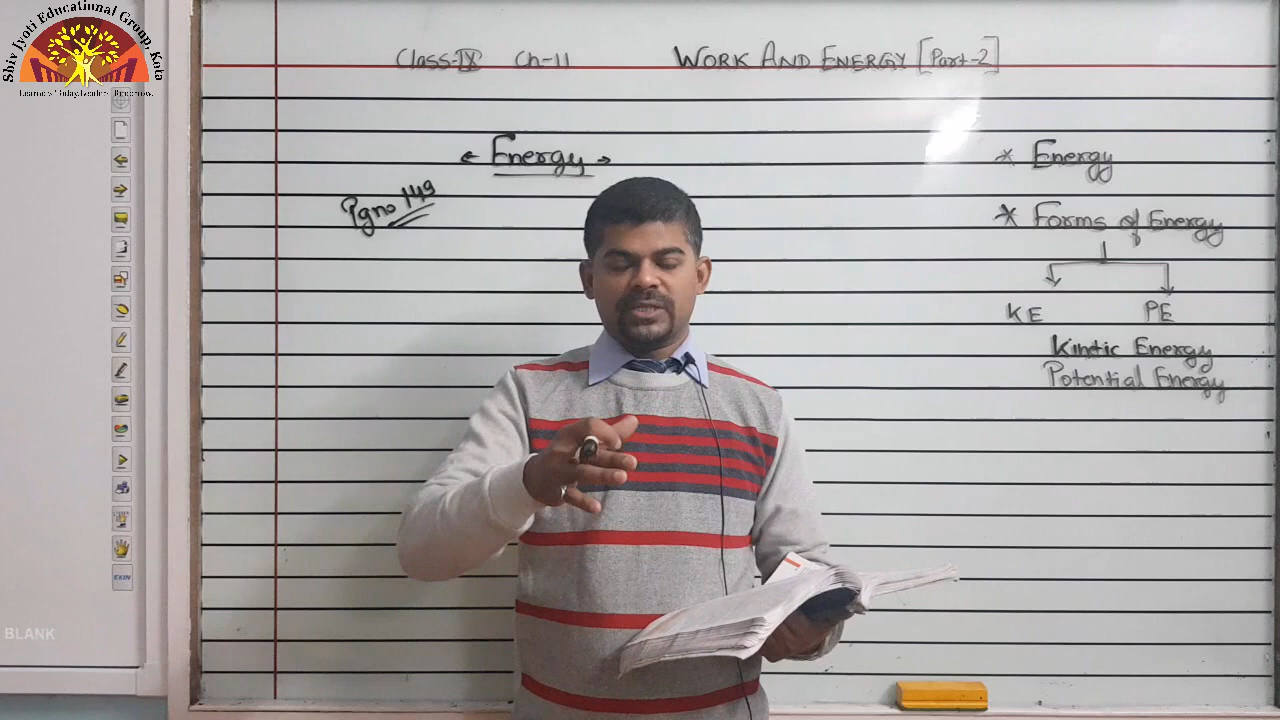 Shiv Jyoti Educational Group, Kota
Class-IX Ch-11 WORK AND ENERGY [Part-2]
← Energy →
Pg no 149
* Energy
* Forms of Energy
KE PE
Kintic Energy
Potential Energy
EKIN
BLANK